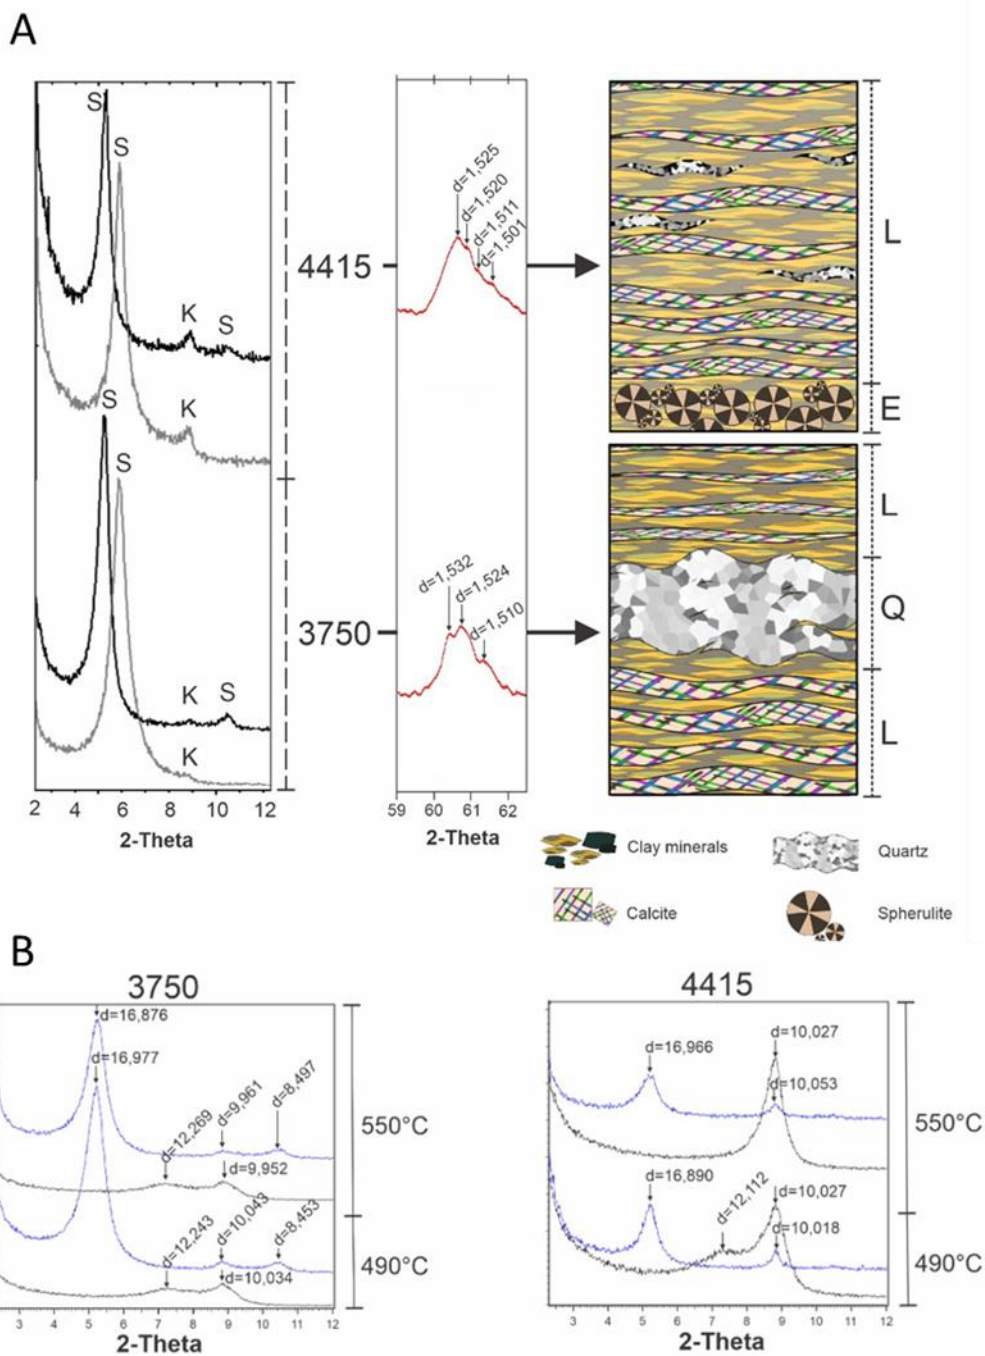 A
S
S
K
S
K
S
S
K
S
K
2 4 6 8 10 12
2-Theta
4415
3750
d=1,525
d=1,520
d=1,511
d=1,501
d=1,532
d=1,524
d=1,510
59 60 61 62
2-Theta
L
E
L
Q
L
Clay minerals
Quartz
Calcite
Spherulite
B
3750
d=16,876
d=16,977
d=12,269
d=9,961
d=8,497
d=9,952
d=12,243
d=10,043
d=8,453
d=10,034
550°C
490°C
3 4 5 6 7 8 9 10 11 12
2-Theta
4415
d=16,966
d=10,027
d=10,053
d=16,890
d=12,112
d=10,027
d=10,018
550°C
490°C
3 4 5 6 7 8 9 10 11 12
2-Theta